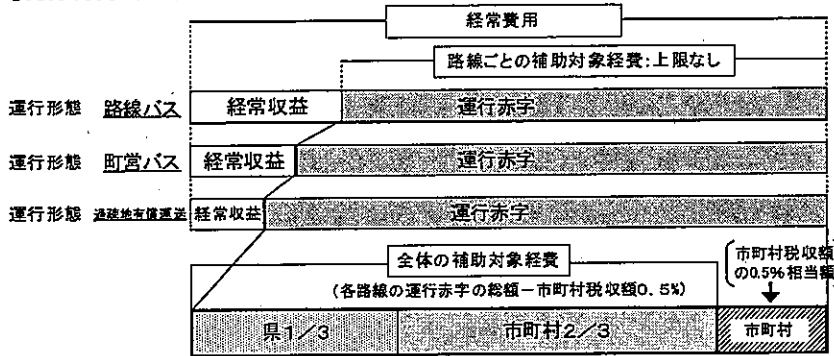 経常費用
路線ごとの補助対象経費:上限なし
運行形態 路線バス 経常収益 運行赤字
運行形態 町営バス 経常収益 運行赤字
運行形態 過疎地有償運送 経常収益 運行赤字
全体の補助対象経費
(各路線の運行赤字の総額−市町村税収額0.5%)
市町村税収額
の0.5%相当額
県1/3 市町村2/3 市町村